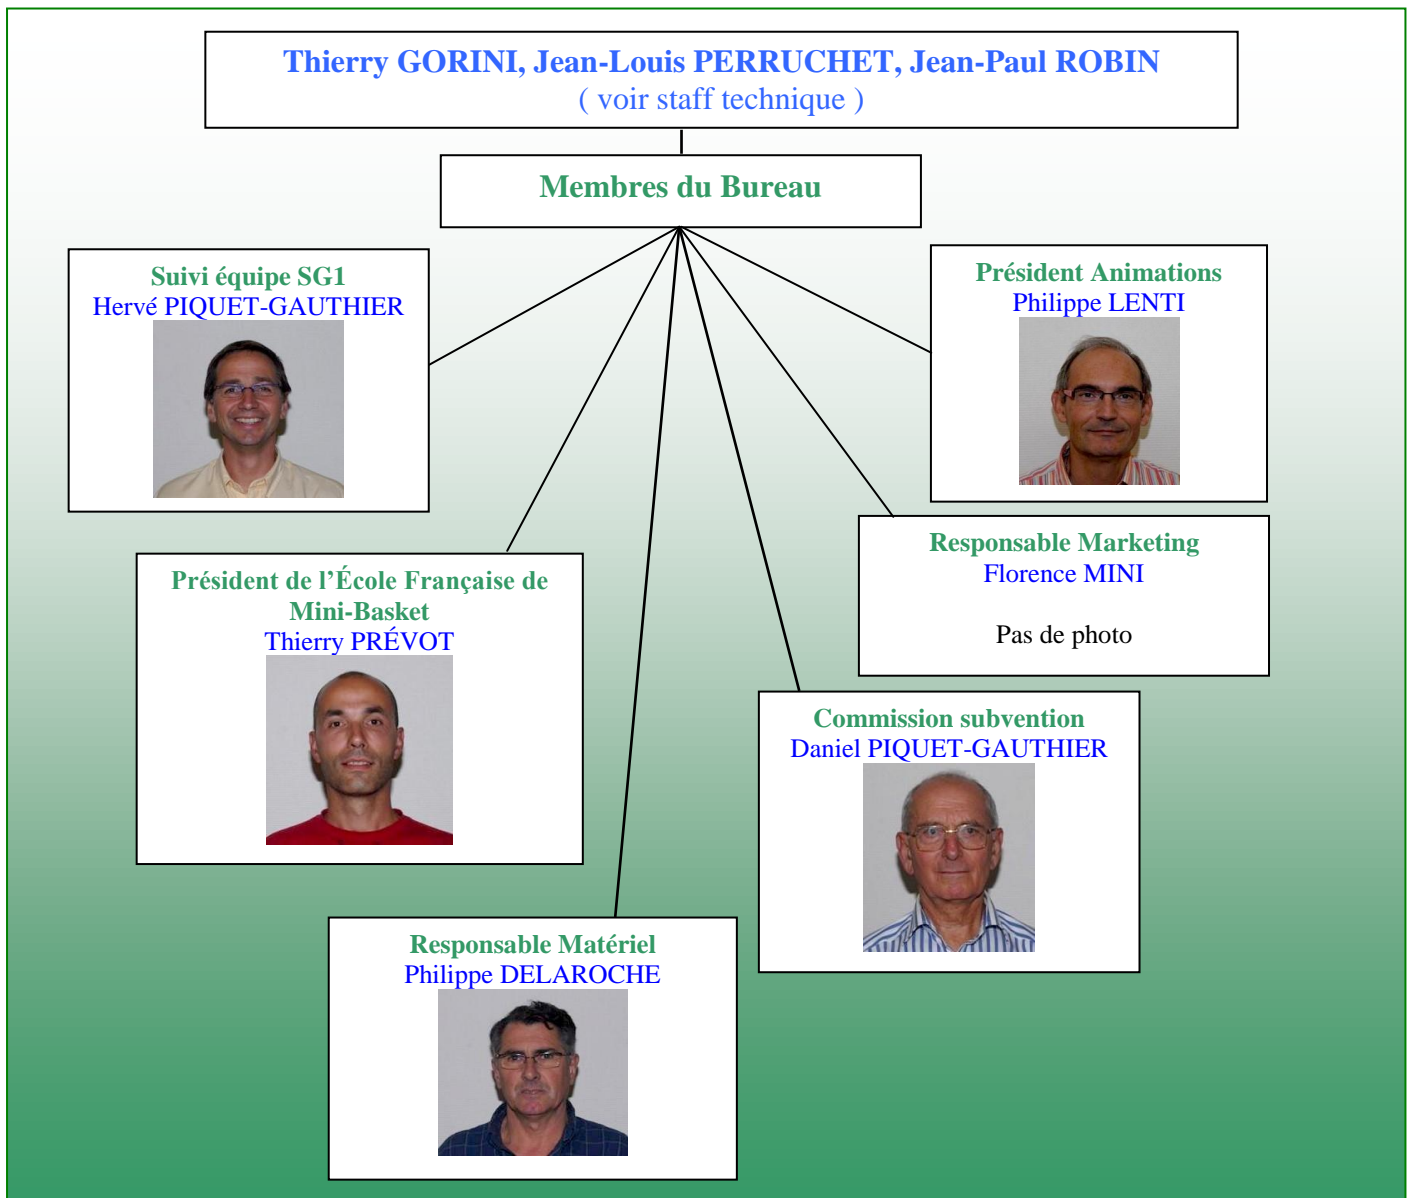 Thierry GORINI, Jean-Louis PERRUCHET, Jean-Paul ROBIN
( voir staff technique )
Membres du Bureau
Suivi équipe SG1
Hervé PIQUET-GAUTHIER
Président Animations
Philippe LENTI
Responsable Marketing
Florence MINI
Pas de photo
Président de l’École Française de
Mini-Basket
Thierry PRÉVOT
Commission subvention
Daniel PIQUET-GAUTHIER
Responsable Matériel
Philippe DELAROCHE